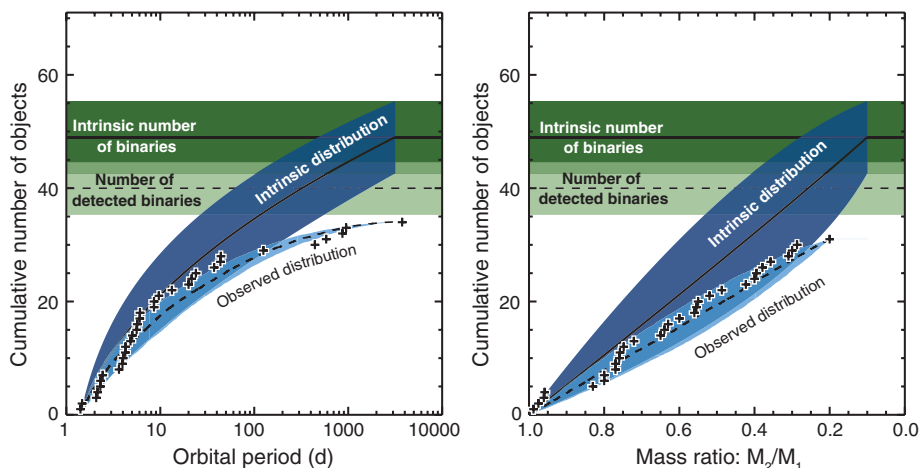 Cumulative number of objects
60
40
20
0
Intrinsic number
of binaries
Number of
detected binaries
Intrinsic distribution
Observed distribution
1
10
100
1000
10000
Orbital period (d)
Cumulative number of objects
60
40
20
0
Intrinsic number
of binaries
Number of
detected binaries
Intrinsic distribution
Observed distribution
1.0
0.8
0.6
0.4
0.2
0.0
Mass ratio: M₂/M₁